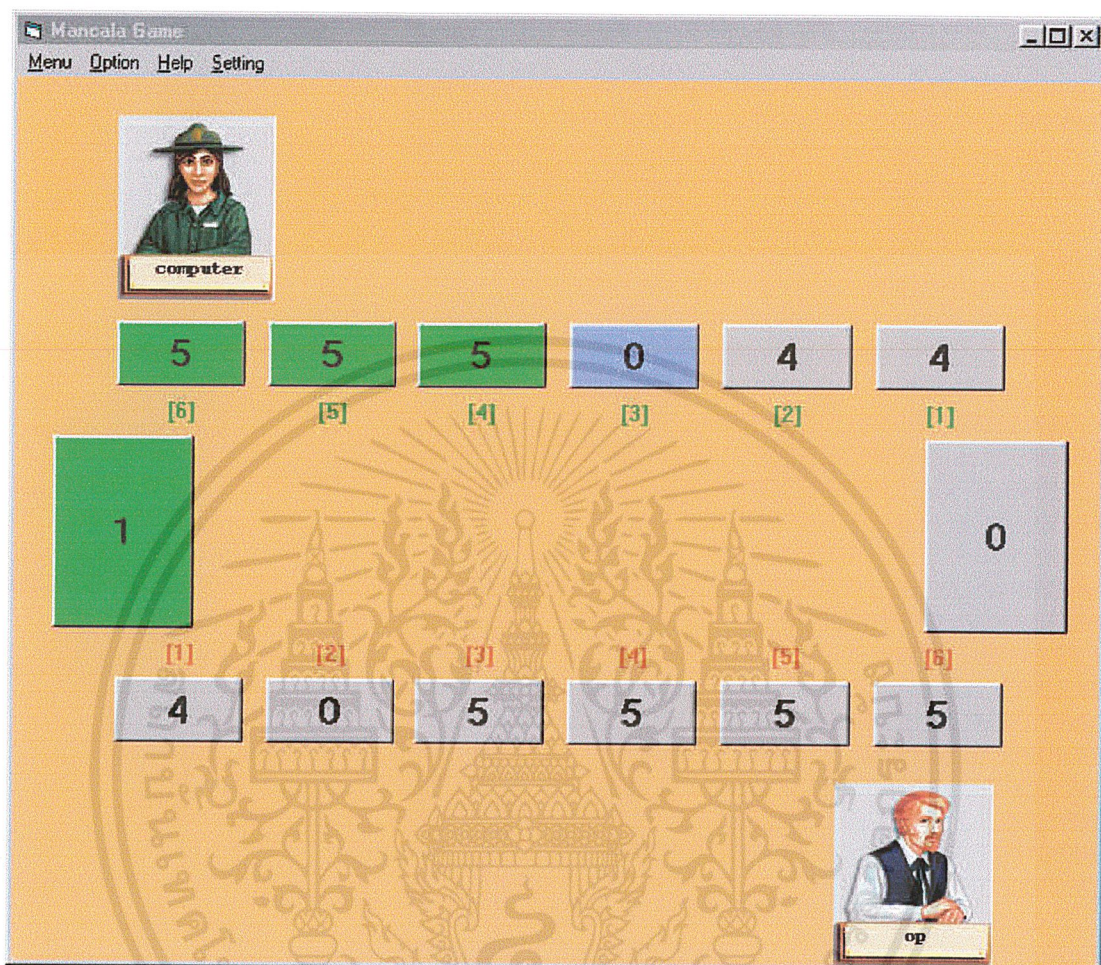 Mancala Game
Menu Option Help Setting
computer
5 5 5 0 4 4
[6] [5] [4] [3] [2] [1]
1 0
[1] [2] [3] [4] [5] [6]
4 0 5 5 5 5
op